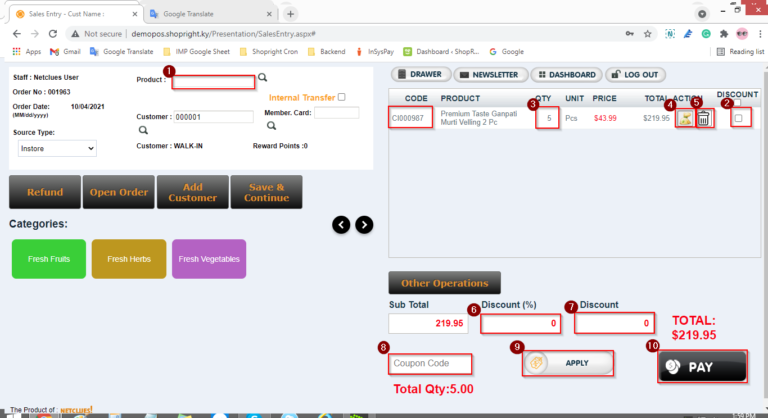 Sales Entry - Cust Name :
Google Translate
Not secure | demopos.shopright.ky/Presentation/SalesEntry.aspx#
Apps Gmail Google Translate IMP Google Sheet Shopright Cron Backend InSysPay Dashboard ‹ ShopR... Google Reading list
Staff : Netclues User
Order No : 001963
Order Date: 10/04/2021
(MM/dd/yyyy)
Source Type:
Instore
1
Product :
Internal Transfer
Customer : 000001
Member. Card:
Customer : WALK-IN
Reward Points :0
Refund
Open Order
Add Customer
Save & Continue
Categories:
Fresh Fruits
Fresh Herbs
Fresh Vegetables
DRAWER
NEWSLETTER
DASHBOARD
LOG OUT
CODE PRODUCT QTY UNIT PRICE TOTAL ACTION DISCOUNT
3 4 5 2
CI000987 Premium Taste Ganpati 5 Pcs $43.99 $219.95
Murti Velling 2 Pc
Other Operations
Sub Total Discount (%) Discount
6 7
219.95 0 0
TOTAL:
$219.95
8 9 10
Coupon Code
APPLY
PAY
Total Qty:5.00
The Product of : NETCLUES!